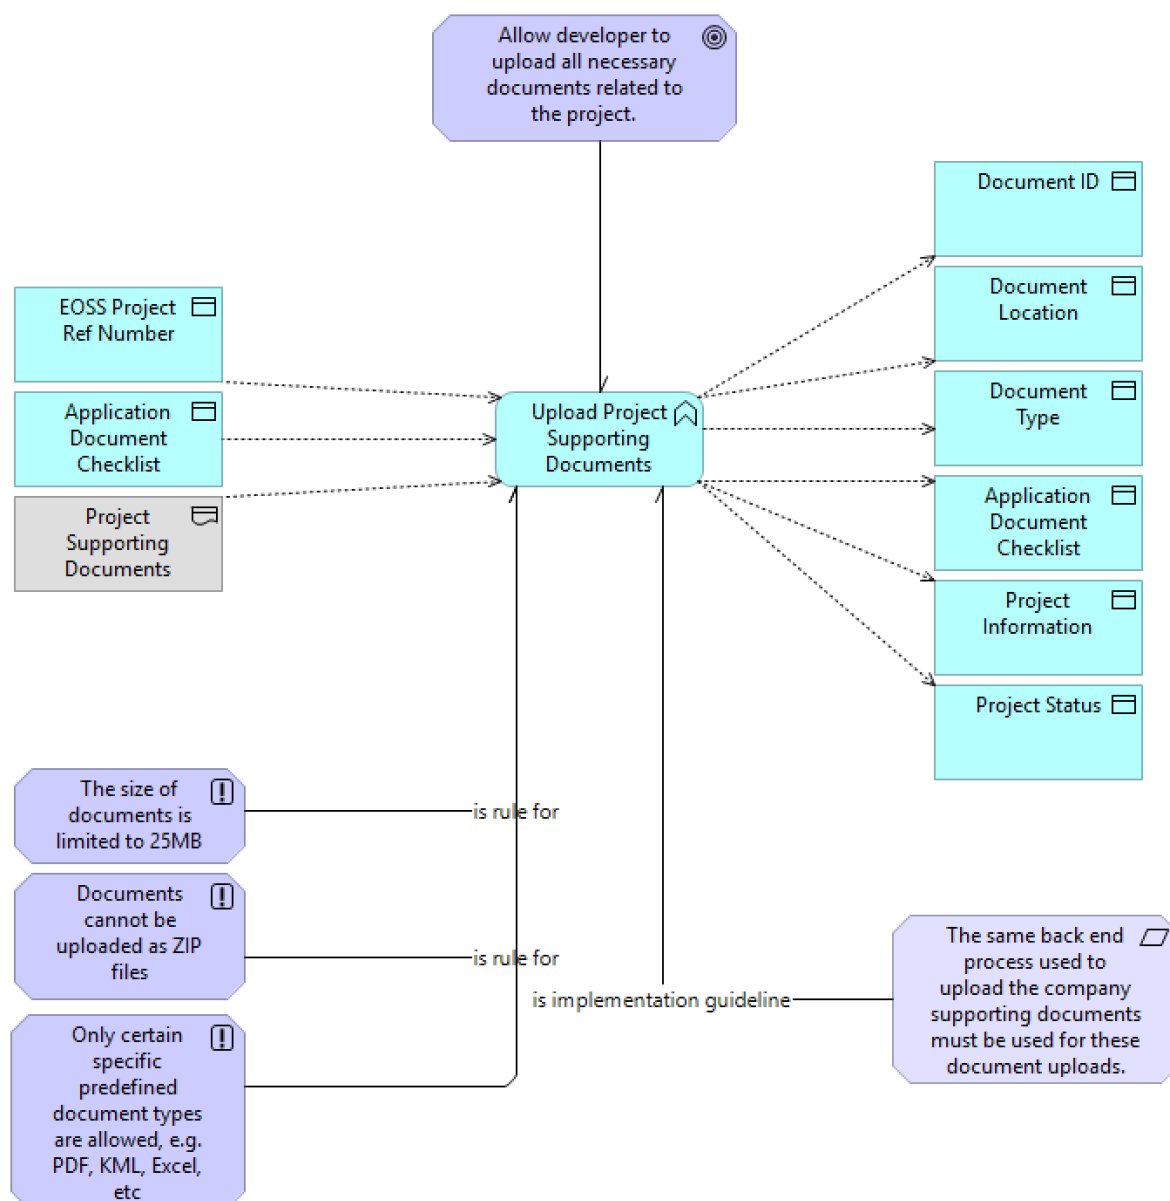 Allow developer to
upload all necessary
documents related to
the project.
Document ID
Document
Location
EOSS Project
Ref Number
Document
Type
Application
Document
Checklist
Upload Project
Supporting
Documents
Application
Document
Checklist
Project
Supporting
Documents
Project
Information
Project Status
The size of
documents is
limited to 25MB
is rule for
Documents
cannot be
uploaded as ZIP
files
is rule for
The same back end
process used to
upload the company
supporting documents
must be used for these
document uploads.
is implementation guideline
Only certain
specific
predefined
document types
are allowed, e.g.
PDF, KML, Excel,
etc